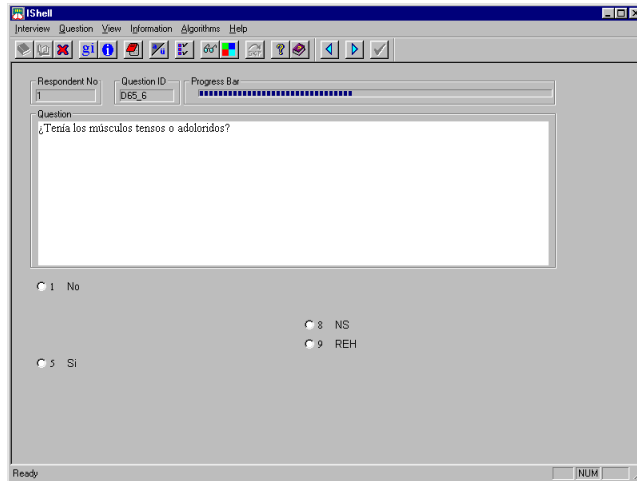 IShell
Interview Question View Information Algorithms Help
gi
Respondent No
1
Question ID
D65_6
Progress Bar
Question
¿Tenía los músculos tensos o adoloridos?
1 No
8 NS
9 REH
5 Si
Ready
NUM